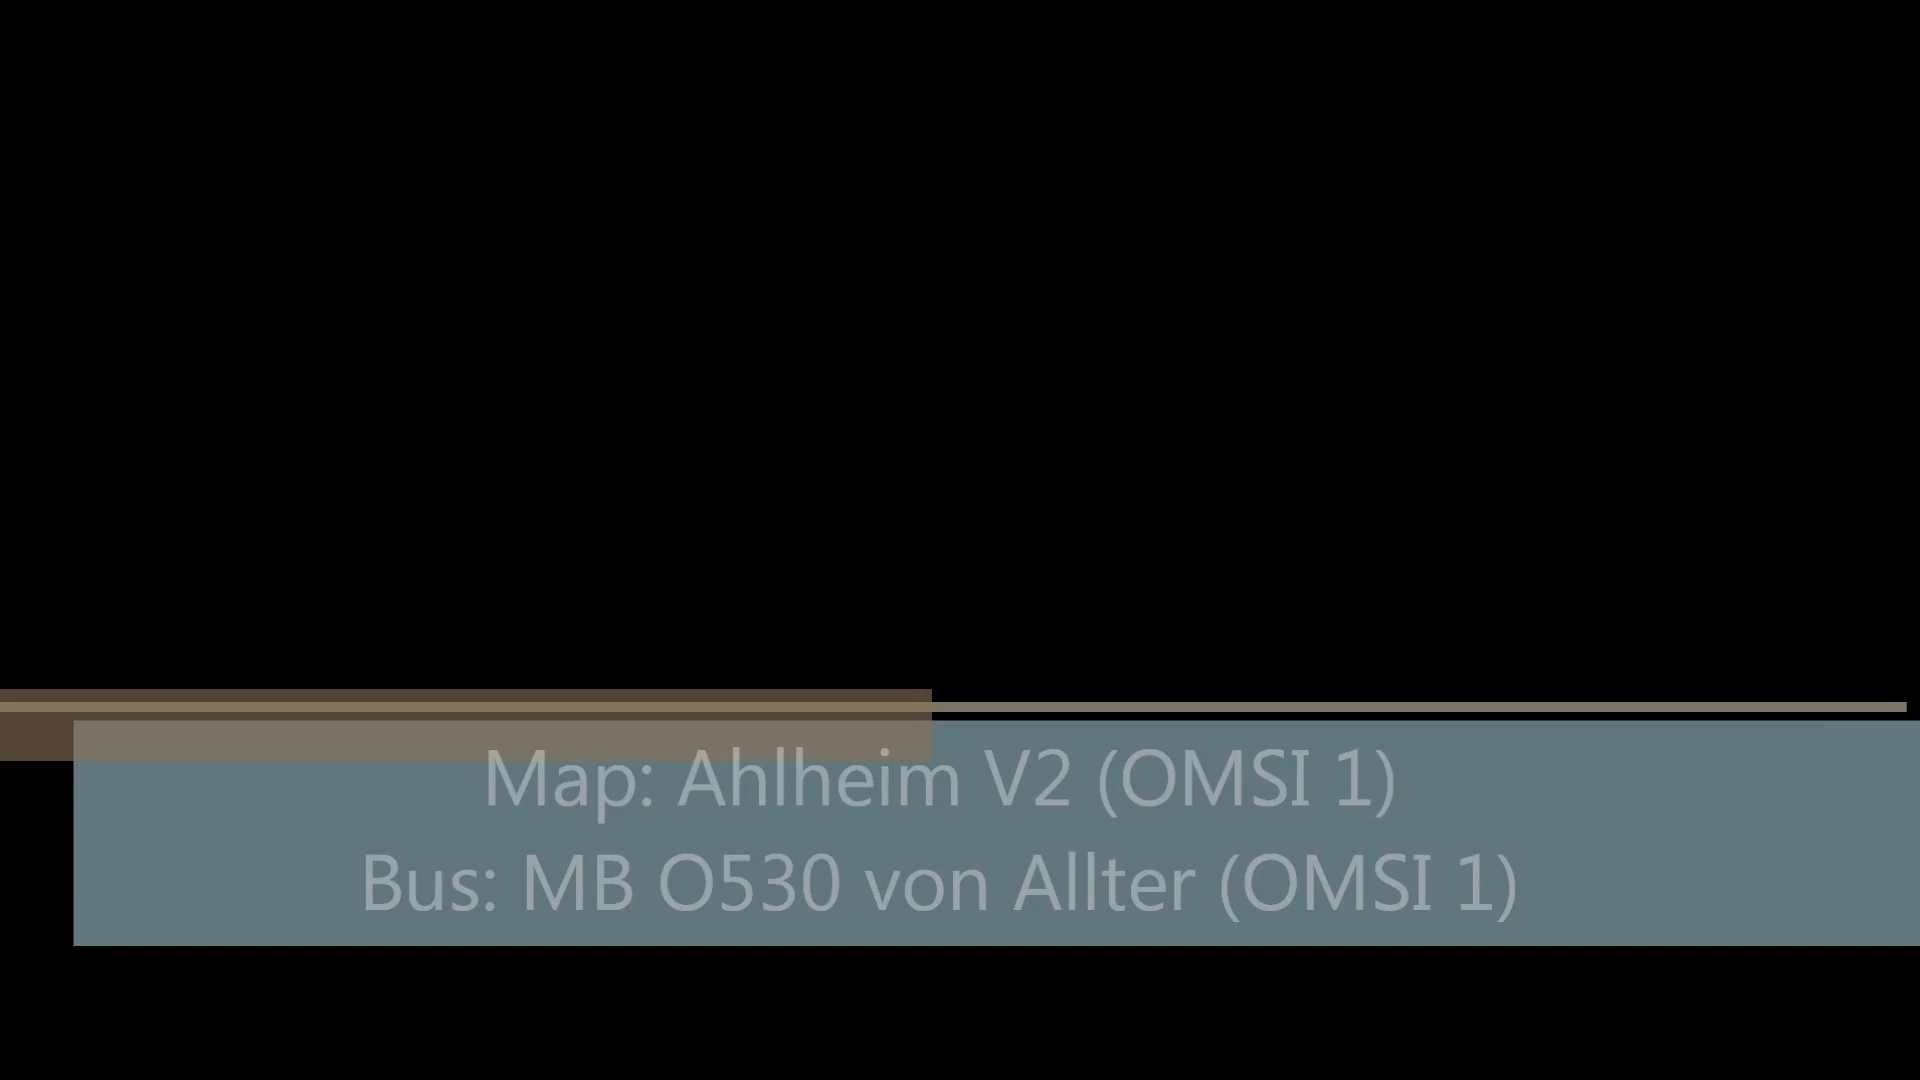 Map: Ahlheim V2 (OMSI 1)
Bus: MB O530 von Allter (OMSI 1)